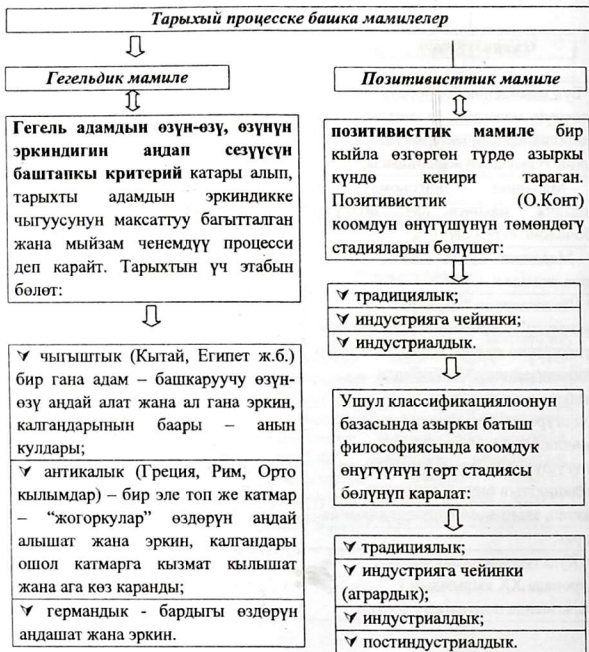 Тарыхый процесске башка мамилелер
Гегельдик мамиле
Гегель адамдын өзүн-өзү, өзүнүн
эркиндигин аңдап сезүүсүн
баштапкы критерий катары алып,
тарыхты адамдын эркиндикке
чыгуусунун максаттуу багытталган
жана мыйзам ченемдүү процесси
деп карайт. Тарыхтын үч этабын
бөлөт:
чыгыштык (Кытай, Египет ж.б.)
бир гана адам – башкаруучу өзүн-
өзү аңдай алат жана ал гана эркин,
калгандарынын баары – анын
кулдары;
антикалык (Греция, Рим, Орто
кылымдар) – бир эле топ же катмар
– “жогоркулар” өздөрүн аңдай
алышат жана эркин, калгандары
ошол катмарга кызмат кылышат
жана ага көз каранды;
германдык - бардыгы өздөрүн
аңдашат жана эркин.
Позитивисттик мамиле
позитивисттик мамиле бир
кыйла өзгөргөн түрдө азыркы
күндө кеңири тараган.
Позитивисттик (О.Конт)
коомдун өнүгүшүнүн төмөндөгү
стадияларын бөлүшөт:
традициялык;
индустрияга чейинки;
индустриалдык.
Ушул классификациялоонун
базасында азыркы батыш
философиясында коомдук
өнүгүүнүн төрт стадиясы
бөлүнүп каралат:
традициялык;
индустрияга чейинки
(агрардык);
индустриалдык;
постиндустриалдык.